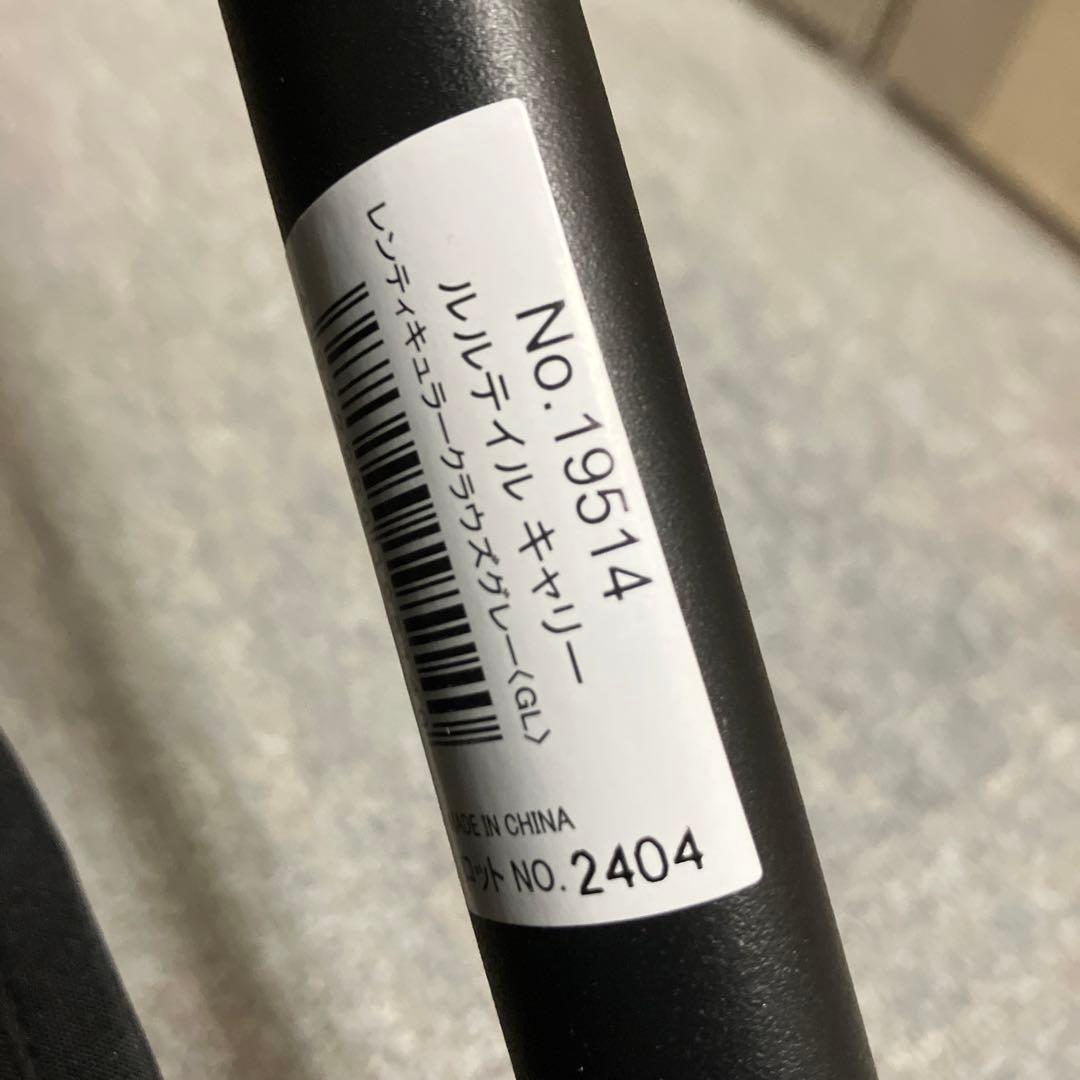 No.19514
ルルテイル キャリー
レンティキュラークラウズグレー〈GL〉
MADE IN CHINA
ロット NO. 2404